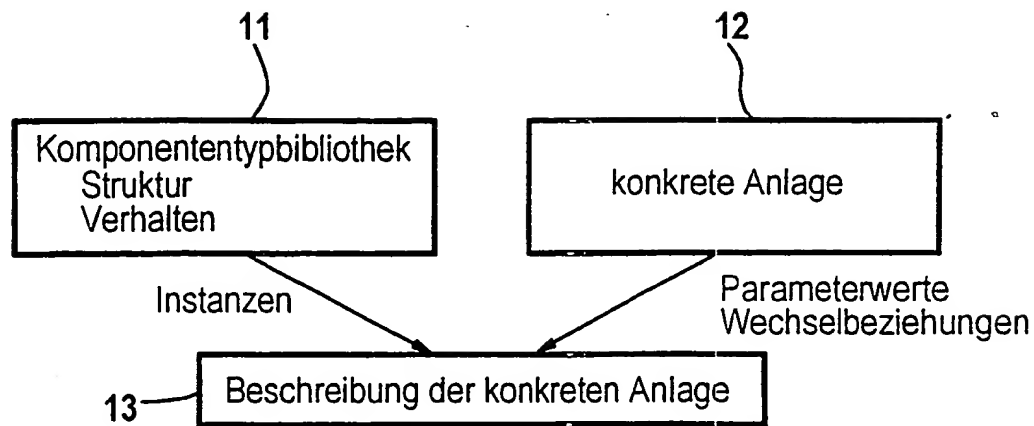 11
12
Komponententypbibliothek
Struktur
Verhalten
konkrete Anlage
Instanzen
Parameterwerte
Wechselbeziehungen
13
Beschreibung der konkreten Anlage